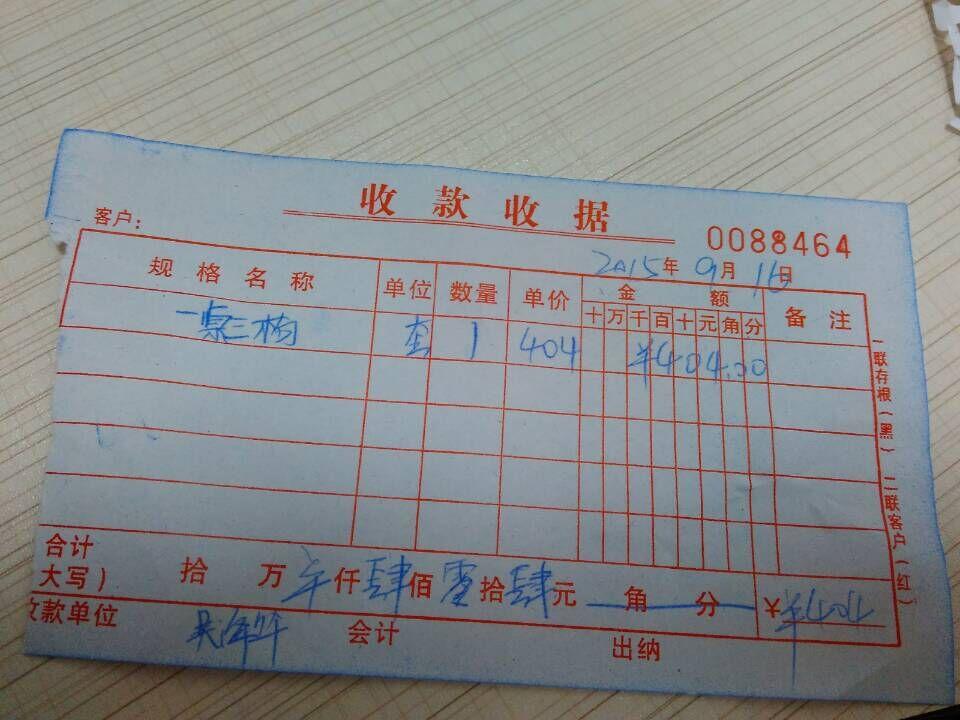 收款收据
客户: 0088464
2015年9月16日
规格名称 单位 数量 单价 金额 备注
十 万 千 百 十 元 角 分
一桌三椅 套 1 404 ¥404.00
合计
大写) 拾 万 仟 肆 佰 零 拾 肆 元 角 分 ¥ ¥404
收款单位 会计 出纳
一联存根(黑) 二联客户(红)